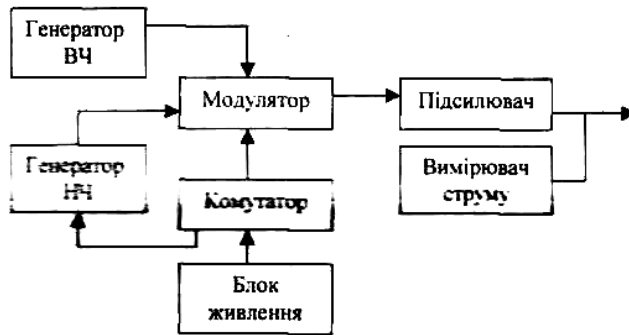 Генератор
ВЧ
Модулятор
Підсилювач
Генератор
НЧ
Вимірювач
струму
Комутатор
Блок
живлення